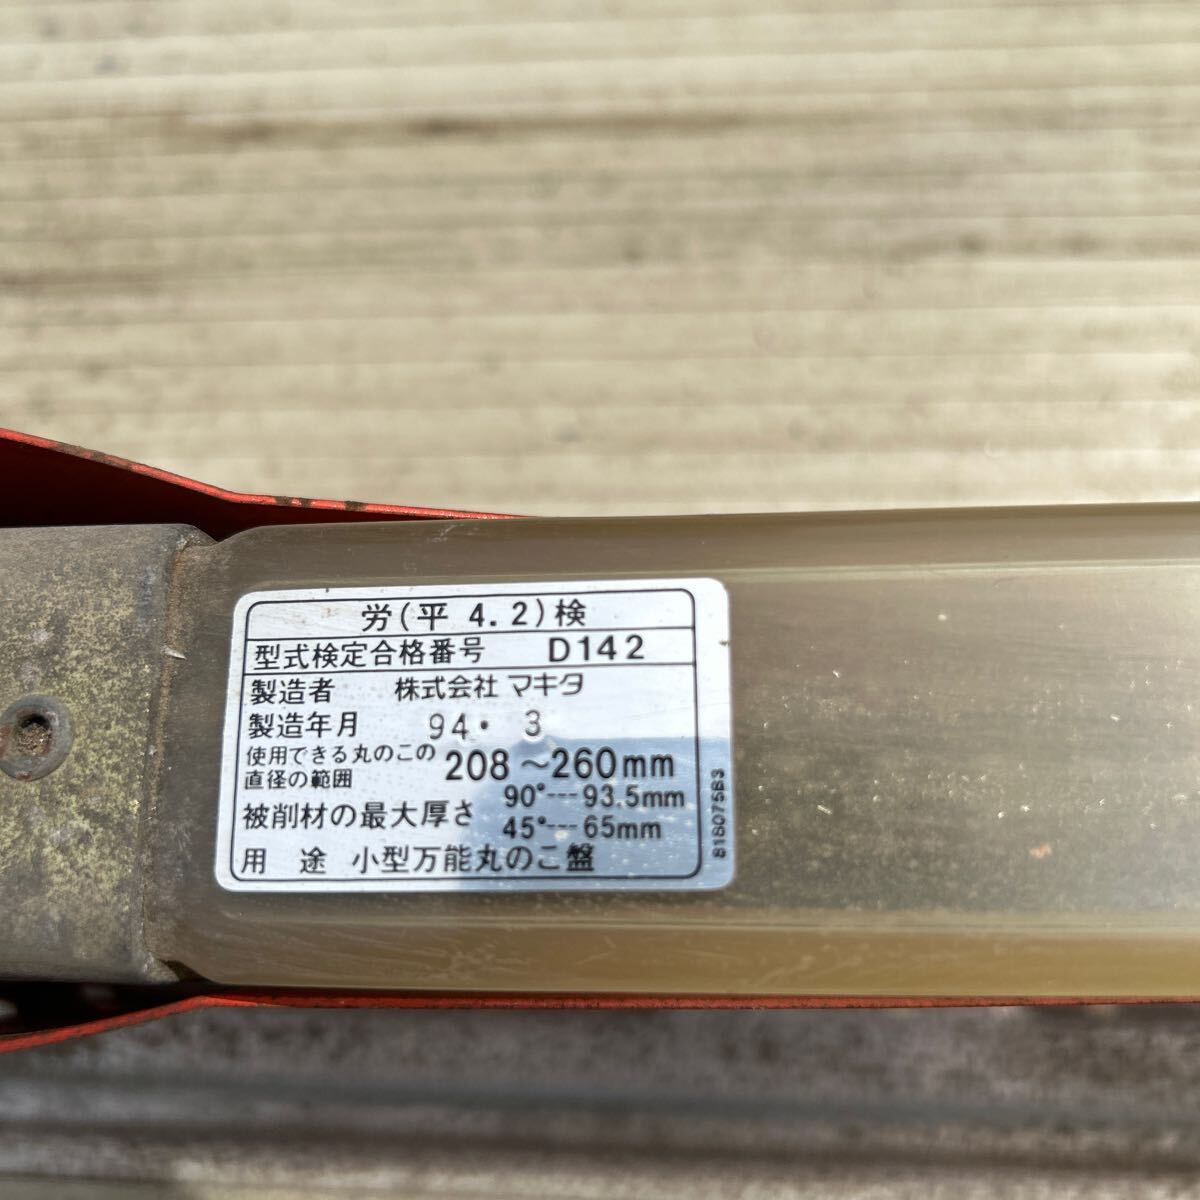 労(平 4.2)検
型式検定合格番号 D142
製造者 株式会社 マキタ
製造年月 94・ 3
使用できる丸のこの
直径の範囲 208～260mm
被削材の最大厚さ 90°---93.5mm
45°---65mm
用 途 小型万能丸のこ盤
818075B3